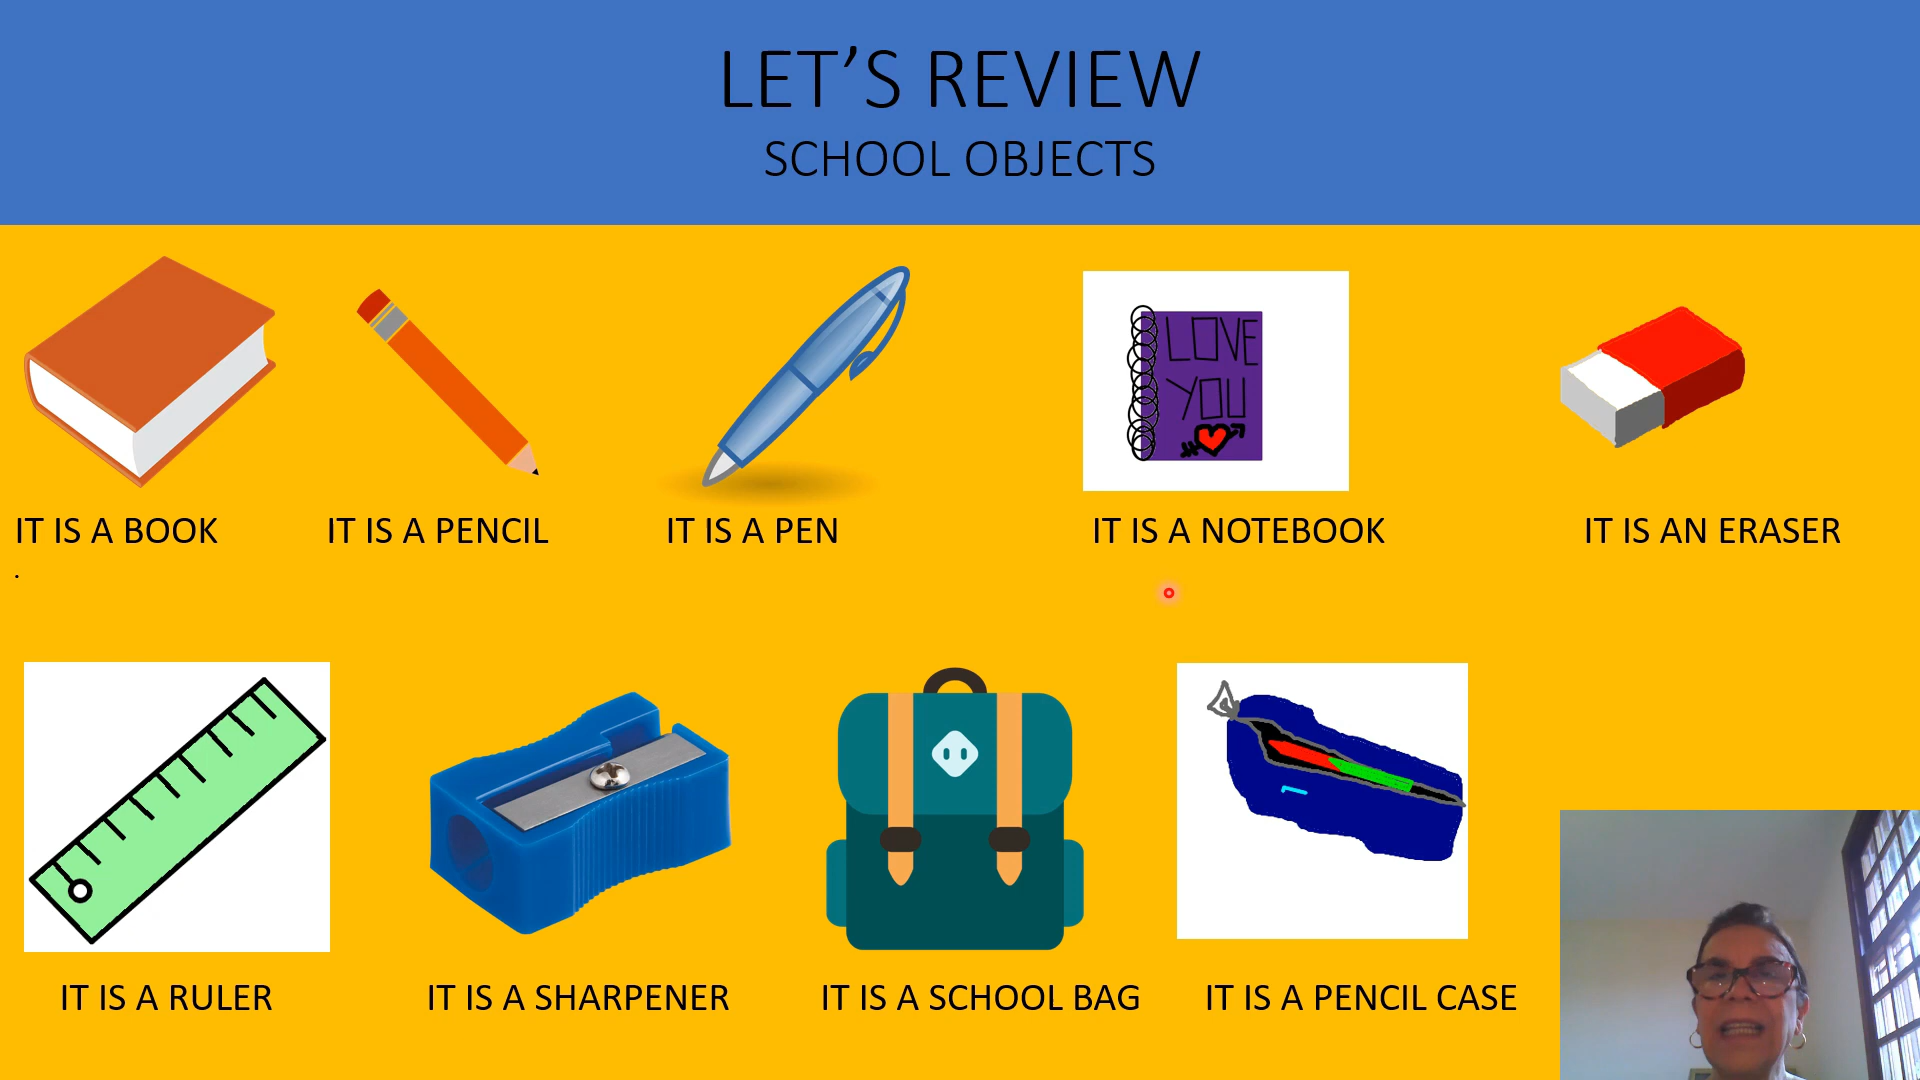 LET’S REVIEW
SCHOOL OBJECTS
LOVE
YOU
IT IS A BOOK
IT IS A PENCIL
IT IS A PEN
IT IS A NOTEBOOK
IT IS AN ERASER
.
IT IS A RULER
IT IS A SHARPENER
IT IS A SCHOOL BAG
IT IS A PENCIL CASE